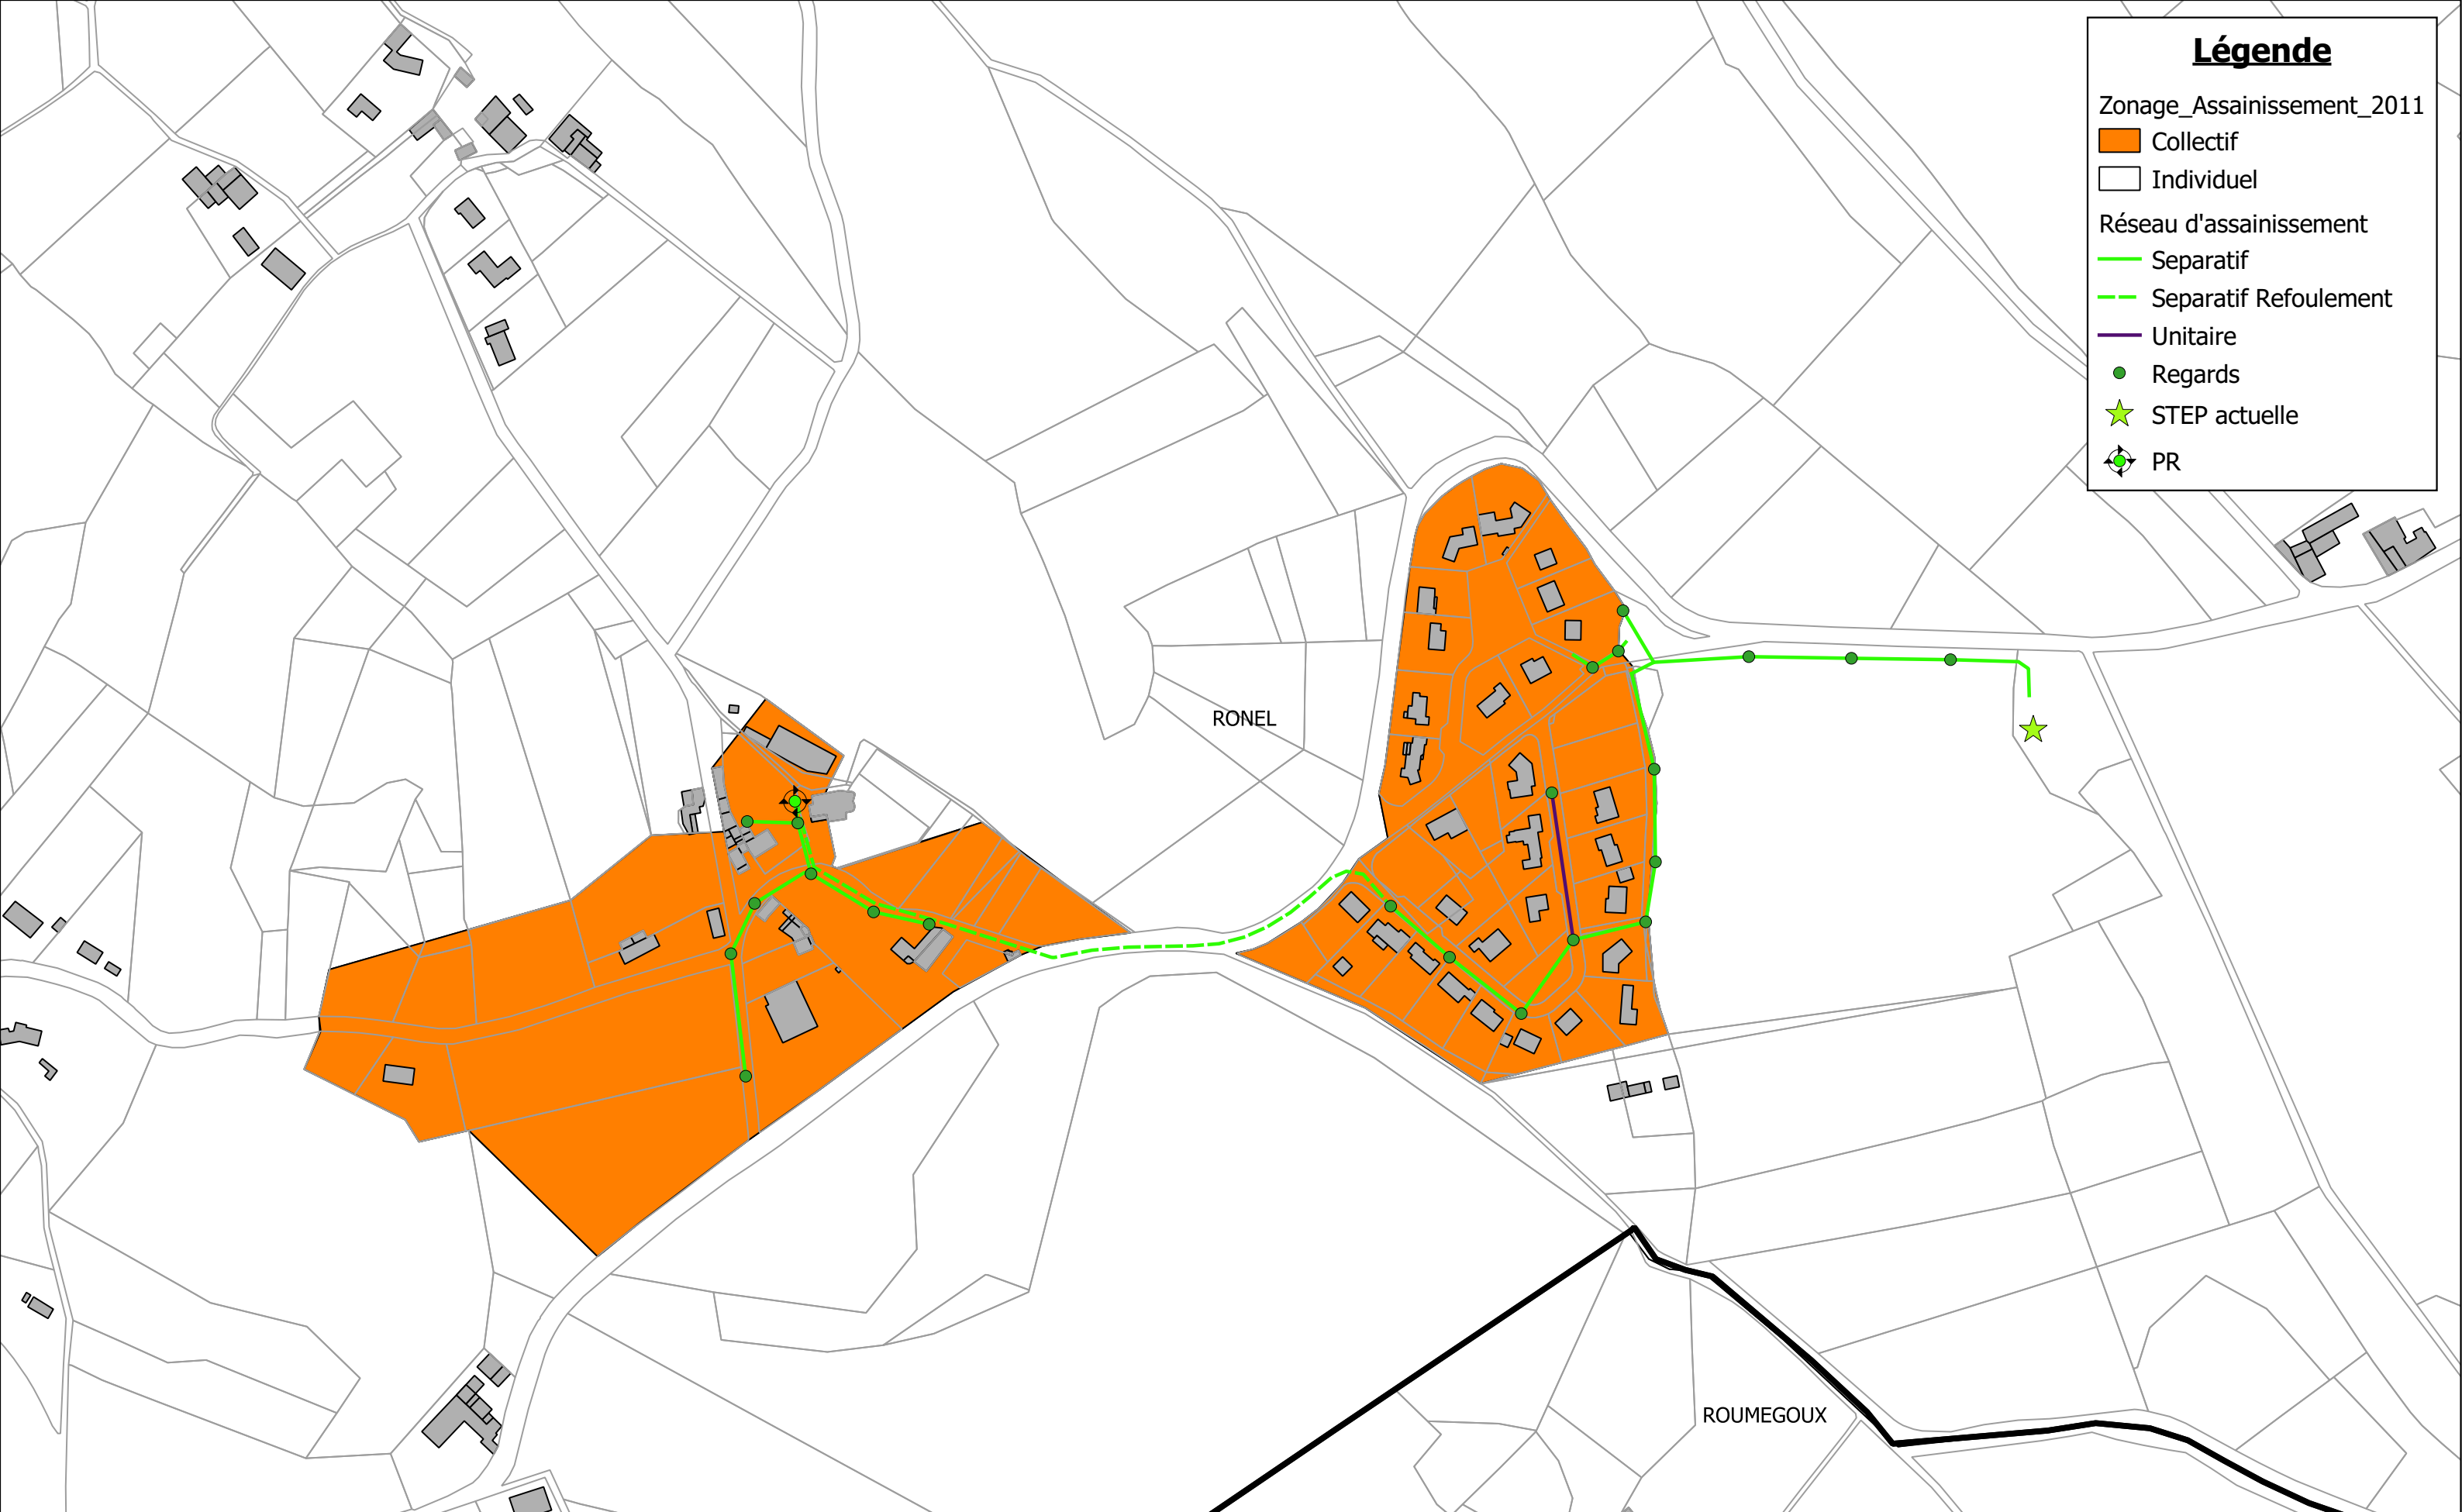 Légende
Zonage_Assainissement_2011
Collectif
Individuel
Réseau d'assainissement
Separatif
Separatif Refoulement
Unitaire
Regards
STEP actuelle
PR
RONEL
ROUMEGOUX